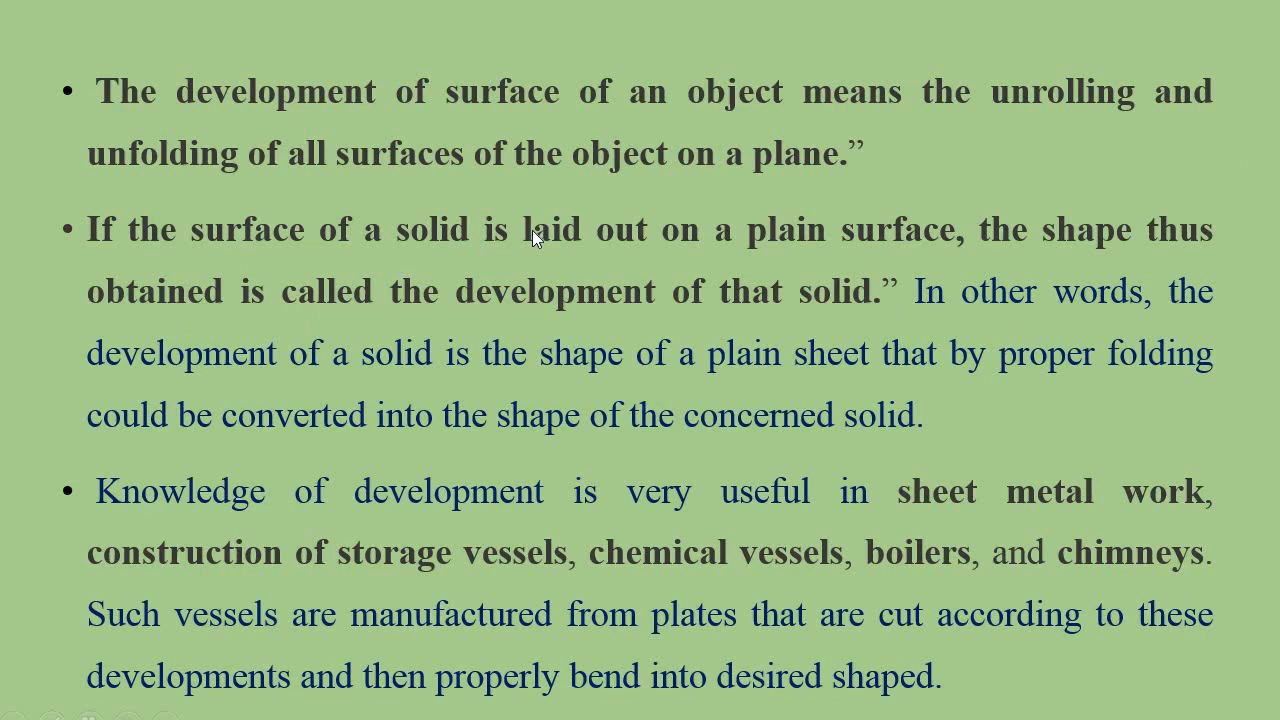 • The development of surface of an object means the unrolling and
unfolding of all surfaces of the object on a plane.”
• If the surface of a solid is laid out on a plain surface, the shape thus
obtained is called the development of that solid.” In other words, the
development of a solid is the shape of a plain sheet that by proper folding
could be converted into the shape of the concerned solid.
• Knowledge of development is very useful in sheet metal work,
construction of storage vessels, chemical vessels, boilers, and chimneys.
Such vessels are manufactured from plates that are cut according to these
developments and then properly bend into desired shaped.